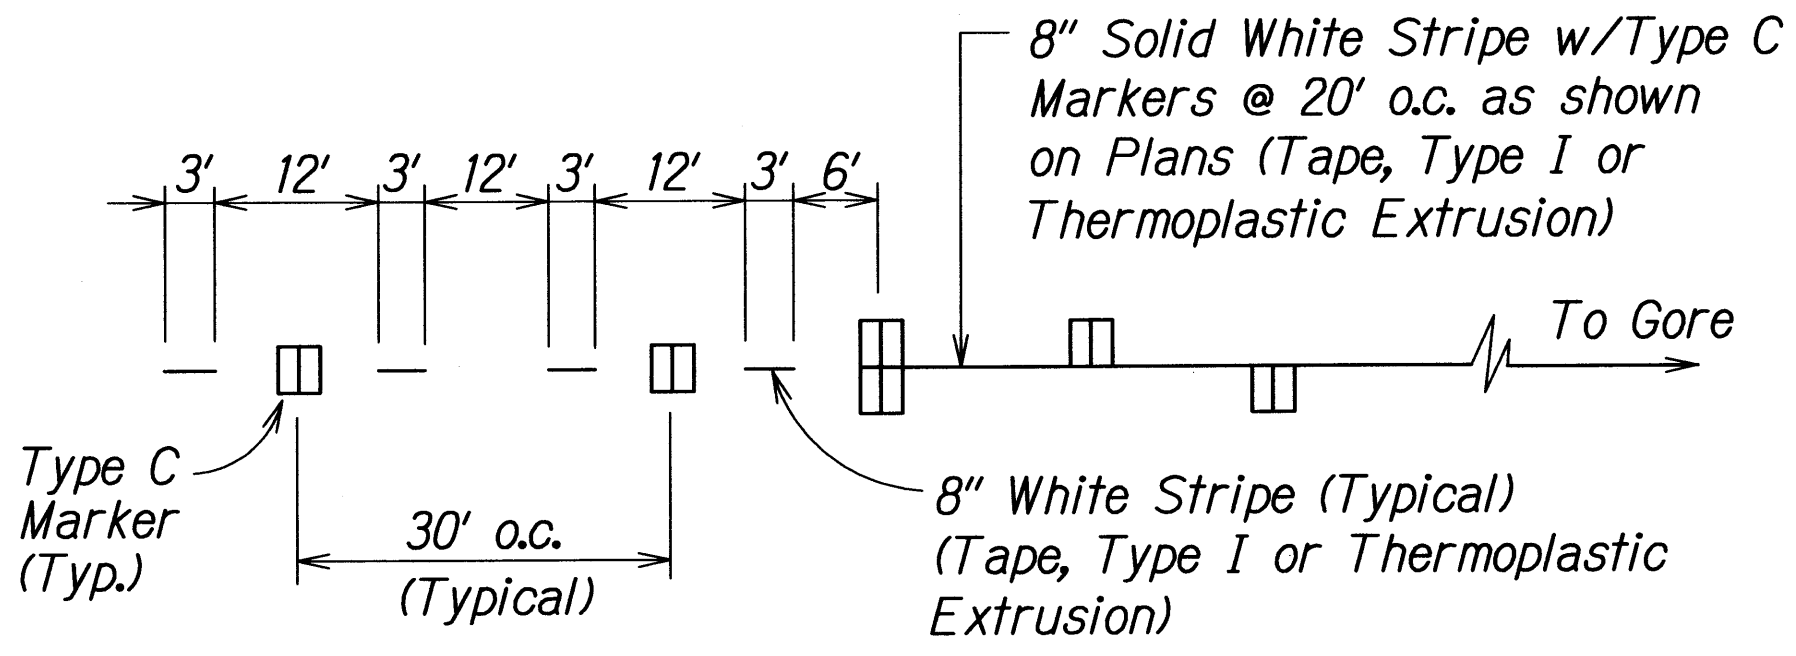 8" Solid White Stripe w/Type C
Markers @ 20' o.c. as shown
on Plans (Tape, Type I or
Thermoplastic Extrusion)
3' 12' 3' 12' 3' 12' 3' 6'
To Gore
Type C
Marker
(Typ.)
30' o.c.
(Typical)
8" White Stripe (Typical)
(Tape, Type I or Thermoplastic
Extrusion)